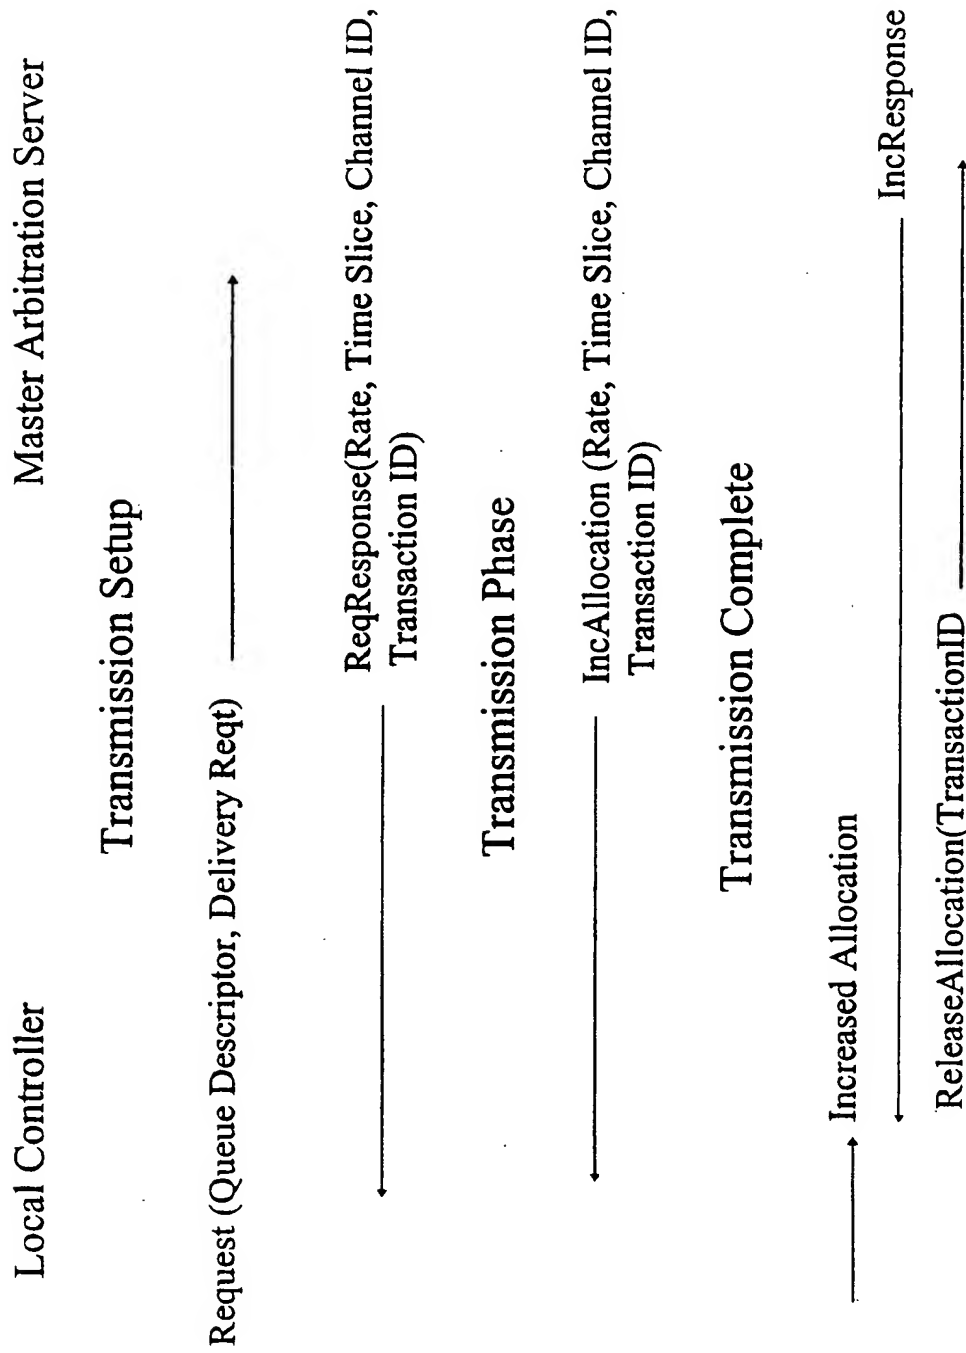 Local Controller
Master Arbitration Server
Transmission Setup
Request (Queue Descriptor, Delivery Reqt)
ReqResponse(Rate, Time Slice, Channel ID,
Transaction ID)
Transmission Phase
IncAllocation (Rate, Time Slice, Channel ID,
Transaction ID)
Transmission Complete
Increased Allocation
IncResponse
ReleaseAllocation(TransactionID